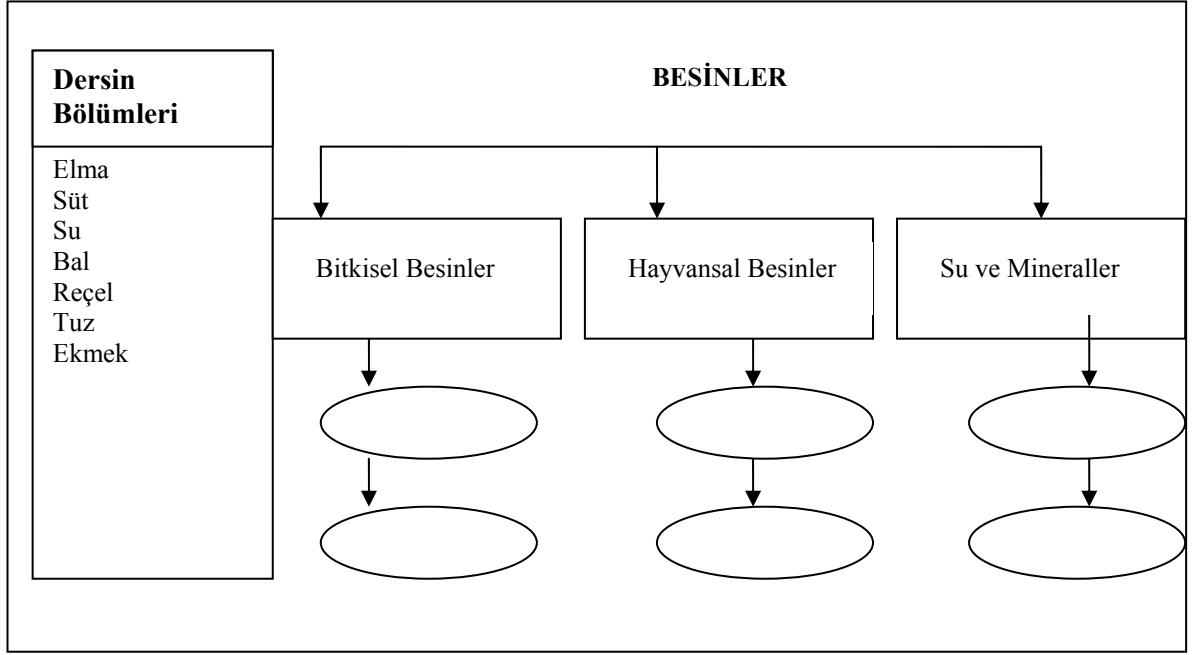 Dersin
Bölümleri
Elma
Süt
Su
Bal
Reçel
Tuz
Ekmek
BESİNLER
Bitkisel Besinler
Hayvansal Besinler
Su ve Mineraller